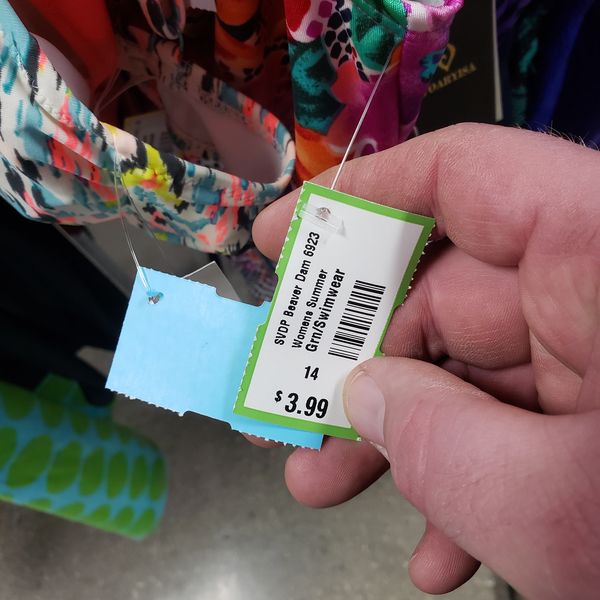 SVDP Beaver Dam 6923
Womens Summer
Grn/Swimwear
14
$3.99